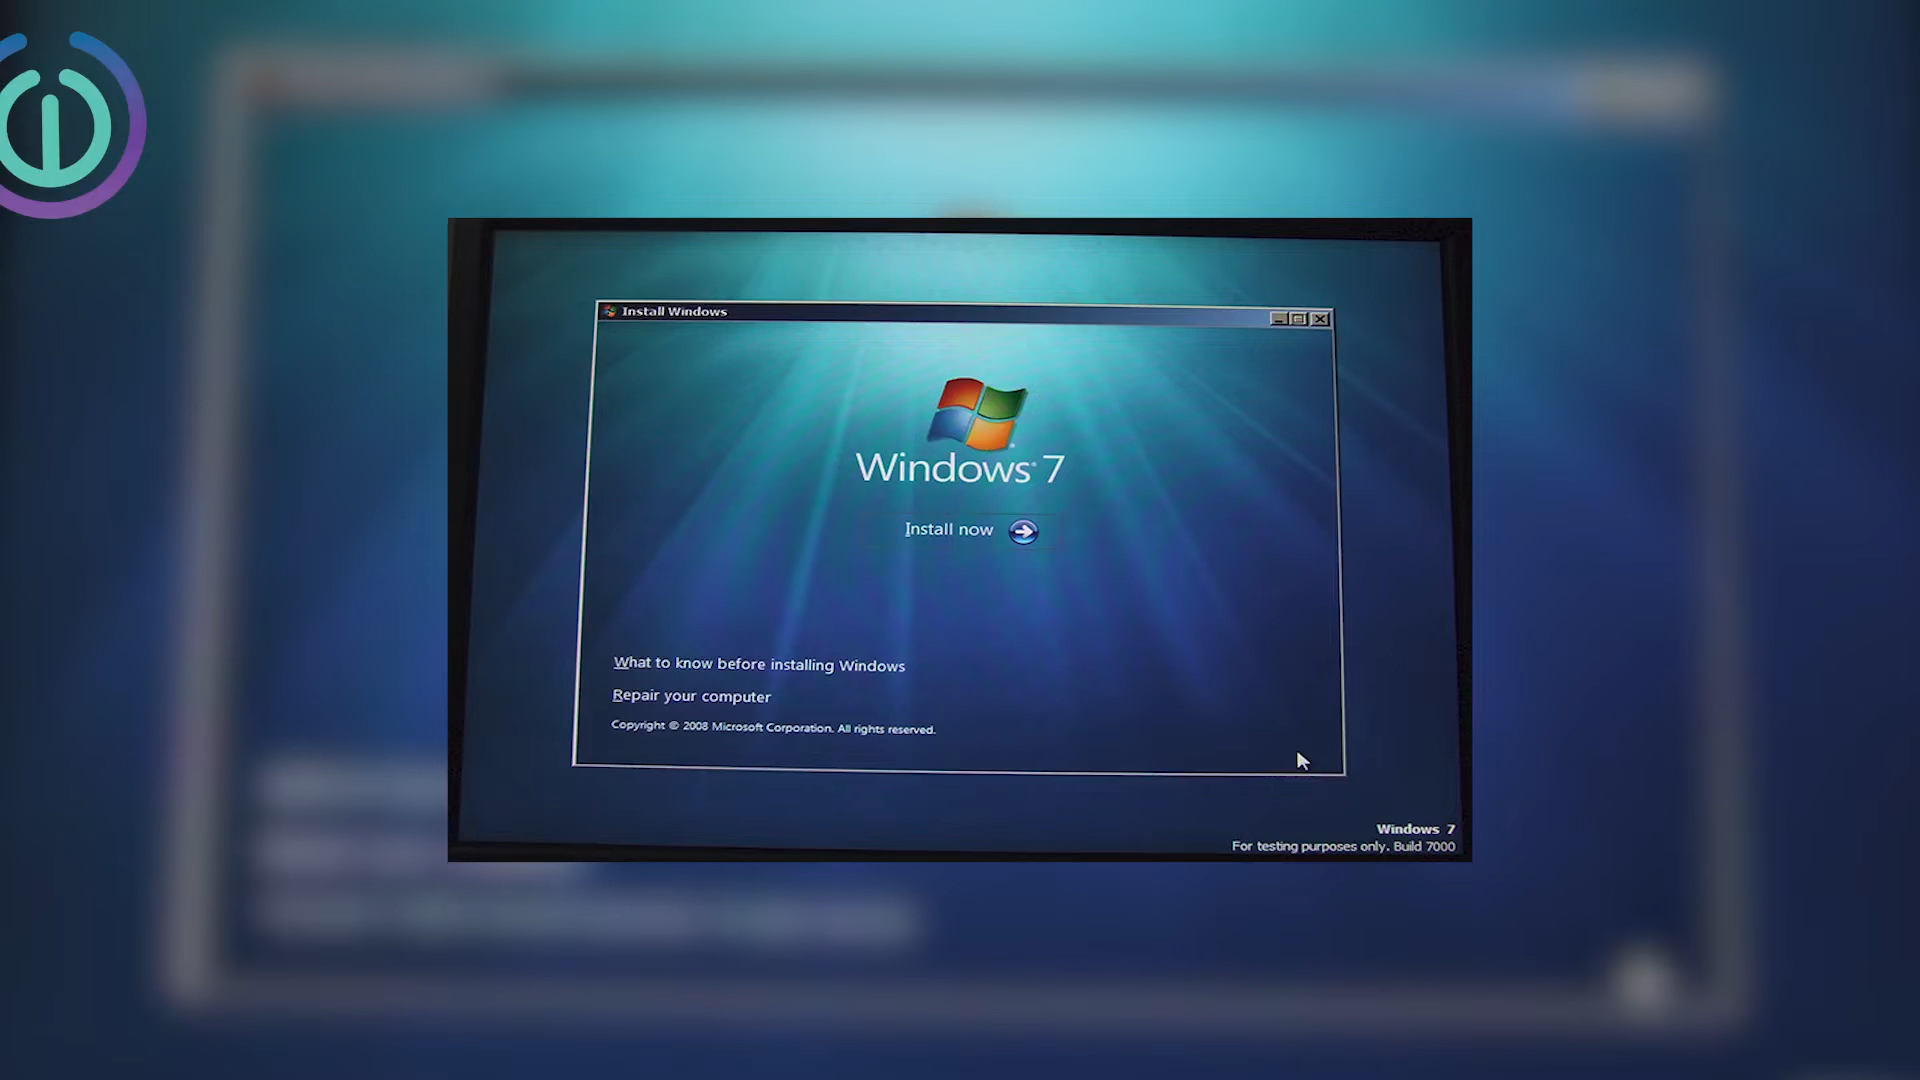 Install Windows
Windows® 7
Install now
What to know before installing Windows
Repair your computer
Copyright © 2008 Microsoft Corporation. All rights reserved.
Windows 7
For testing purposes only. Build 7000